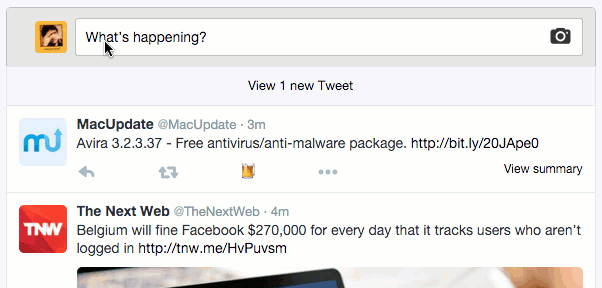 What's happening?
View 1 new Tweet
MacUpdate @MacUpdate · 3m
Avira 3.2.3.37 - Free antivirus/anti-malware package. http://bit.ly/20JApe0
View summary
TNW
The Next Web @TheNextWeb · 4m
Belgium will fine Facebook $270,000 for every day that it tracks users who aren't
logged in http://tnw.me/HvPuvsm